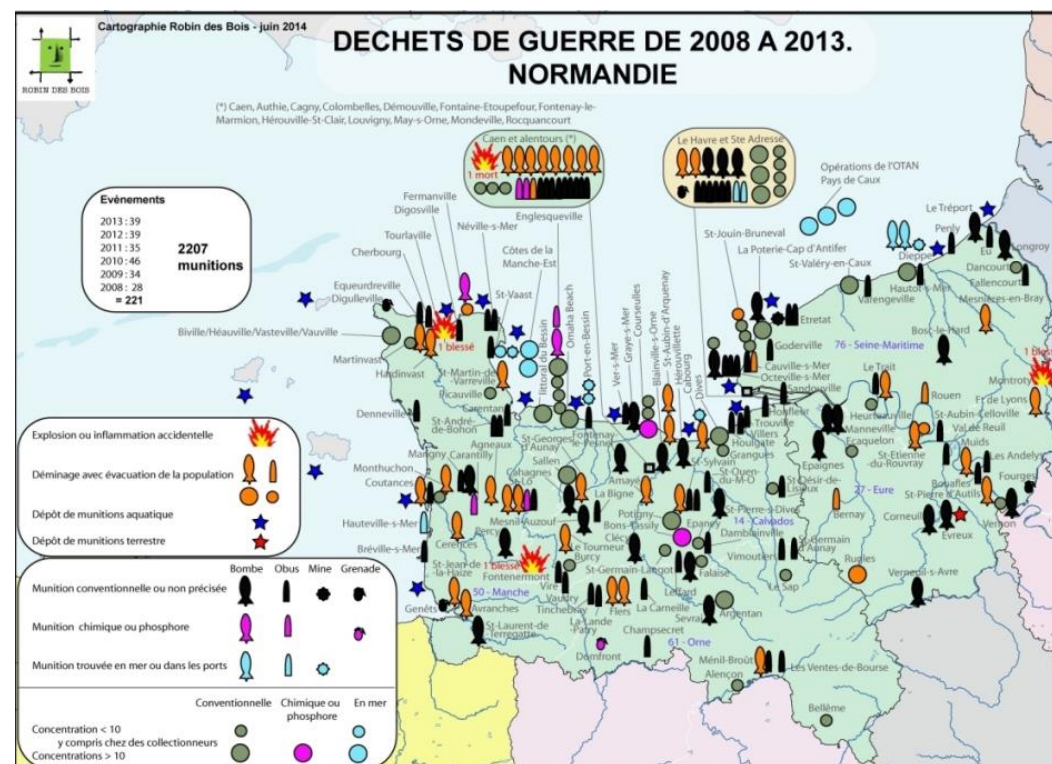 Cartographie Robin des Bois - juin 2014
ROBIN DES BOIS
DECHETS DE GUERRE DE 2008 A 2013.
NORMANDIE
(*) Caen, Authie, Cagny, Colombelles, Démouville, Fontaine-Etoupefour, Fontenay-le-
Marmion, Hérouville-St-Clair, Louvigny, May-s-Orne, Mondeville, Rocquancourt
Caen et alentours (*)
1 mort
Le Havre et Ste Adresse
Opérations de l'OTAN
Pays de Caux
Evènements
2013 : 39
2012 : 39
2011 : 35
2010 : 46
2009 : 34
2008 : 28
= 221
2207
munitions
Fermanville
Digosville
Tourlaville
Cherbourg
Néville-s-Mer
Englesqueville
Côtes de la
Manche-Est
St-Vaast
Equeurdreville
Digulleville
Biville/Héauville/Vasteville/Vauville
Martinvast
Hardinvast
1 blessé
St-Martin-de-
Varreville
Picauville
Carentan
Denneville
St-André-
de-Bohon
Agneaux
littoral du Bessin
Omaha Beach
Port-en-Bessin
Ver-s-Mer
Graye-s-Mer
Courseulles
Blainville-s-Orne
St-Aubin-d'Arquenay
Hérouvillette
Cabourg
Dives
St-Jouin-Bruneval
La Poterie-Cap d'Antifer
St-Valéry-en-Caux
Le Tréport
Penly
Eu
Longroy
Dieppe
Dancourt
Fallencourt
Hautot-s-Mer
Varengeville
Mesnières-en-Bray
Etretat
Bosc-le-Hard
Goderville
76 - Seine-Maritime
Cauville-s-Mer
Octeville-s-Mer
Sandouville
Le Trait
Rouen
1 blessé
Montroty
Ft de Lyons
Honfleur
Trouville
Villers
Houlgate
Grangues
Heurteauville
Manneville
Ecaquelon
Epaignes
St-Aubin-Celloville
Val de Reuil
St-Etienne
du-Rouvray
Muids
Les Andelys
Bouafles
Fourges
St-Pierre d'Autils
Vernon
Corneuil
Evreux
27 - Eure
Bernay
Rugles
Verneuil-s-Avre
St-Georges
d'Aunay
Fontenay
le-Pesnel
Marigny
Carantilly
Monthuchon
Coutances
St-Lô
Cahagnes
Sallen
Amayé
La Bigne
St-Sylvain
St-Ouen-
du-M-O
St-Désir-de-
Lisieux
St-Pierre-s-Dives
14 - Calvados
Potigny
Bons-Tassily
Clécy
Epaney
Damblainville
St-Germain
d'Aunay
Vimoutiers
Le Sap
Hauteville-s-Mer
Bréville-s-Mer
Cerences
Percy
Mesnil-Auzouf
Le Tourneur
Burcy
St-Jean-de-
la-Haize
1 blessé
Fontenermont
50 - Manche
Vire
Vaudry
Tinchebray
St-Germain-Langot
Leffard
Falaise
Genêts
Avranches
St-Laurent-de-
Terregatte
La-Lande-
Patry
Flers
La Carneille
Sevrai
Argentan
Champsecret
Domfront
61 - Orne
Ménil-Broût
Les Ventes-de-Bourse
Alençon
Bellême
Explosion ou inflammation accidentelle
Déminage avec évacuation de la population
Dépôt de munitions aquatique
Dépôt de munitions terrestre
Bombe Obus Mine Grenade
Munition conventionelle ou non précisée
Munition chimique ou phosphore
Munition trouvée en mer ou dans les ports
Conventionelle Chimique ou phosphore En mer
Concentration < 10
y compris chez des collectionneurs
Concentrations > 10